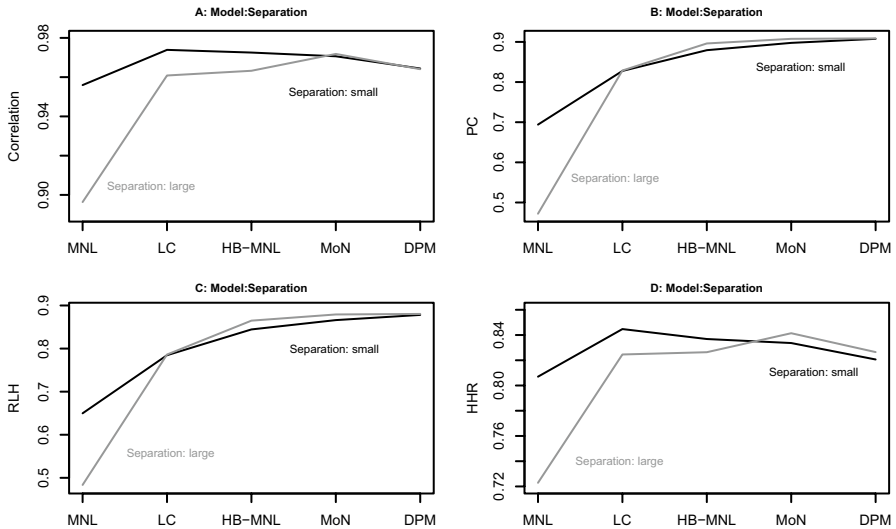 A: Model:Separation
Correlation
0.98
0.94
0.90
Separation: small
Separation: large
MNL LC HB−MNL MoN DPM
B: Model:Separation
PC
0.9
0.8
0.7
0.6
0.5
Separation: small
Separation: large
MNL LC HB−MNL MoN DPM
C: Model:Separation
RLH
0.9
0.8
0.7
0.6
0.5
Separation: small
Separation: large
MNL LC HB−MNL MoN DPM
D: Model:Separation
HHR
0.84
0.80
0.76
0.72
Separation: small
Separation: large
MNL LC HB−MNL MoN DPM